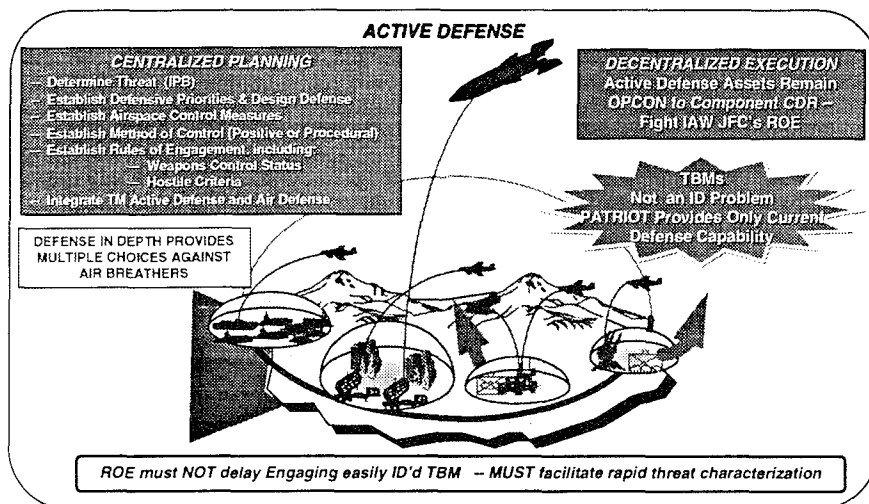 ACTIVE DEFENSE
CENTRALIZED PLANNING
– Determine Threat (IPB)
– Establish Defensive Priorities & Design Defense
– Establish Airspace Control Measures
– Establish Method of Control (Positive or Procedural)
– Establish Rules of Engagement, including:
– Weapons Control Status
– Hostile Criteria
– Integrate TM Active Defense and Air Defense
DECENTRALIZED EXECUTION
Active Defense Assets Remain
OPCON to Component CDR –
Fight IAW JFC's ROE
TBMs
Not an ID Problem
PATRIOT Provides Only Current
Defense Capability
DEFENSE IN DEPTH PROVIDES
MULTIPLE CHOICES AGAINST
AIR BREATHERS
ROE must NOT delay Engaging easily ID'd TBM -- MUST facilitate rapid threat characterization